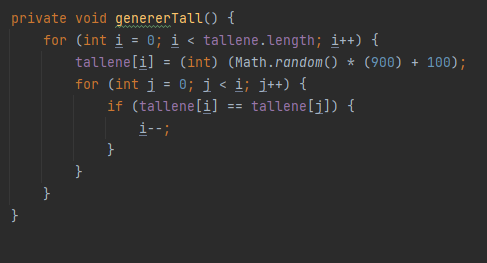 private void genererTall() {
    for (int i = 0; i < tallene.length; i++) {
        tallene[i] = (int) (Math.random() * (900) + 100);
        for (int j = 0; j < i; j++) {
            if (tallene[i] == tallene[j]) {
                i--;
            }
        }
    }
}